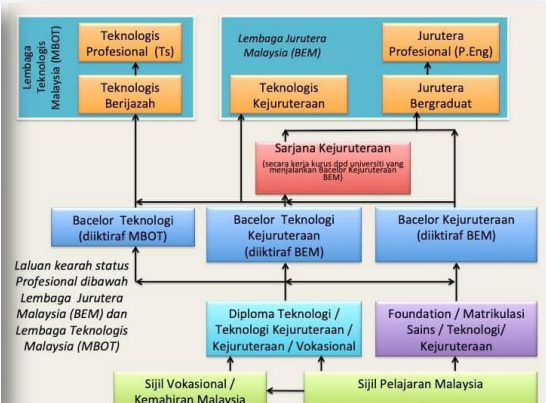 Lembaga
Teknologis
Malaysia (MBOT)
Teknologis
Profesional (Ts)
Teknologis
Berijazah
Lembaga Jurutera
Malaysia (BEM)
Jurutera
Profesional (P.Eng)
Teknologis
Kejuruteraan
Jurutera
Bergraduat
Sarjana Kejuruteraan
(secara kerja kursus dpd universiti yang
menjalankan Bacelor Kejuruteraan
BEM)
Bacelor Teknologi
(diiktiraf MBOT)
Bacelor Teknologi
Kejuruteraan
(diiktiraf BEM)
Bacelor Kejuruteraan
(diiktiraf BEM)
Laluan kearah status
Profesional dibawah
Lembaga Jurutera
Malaysia (BEM) dan
Lembaga Teknologis
Malaysia (MBOT)
Diploma Teknologi /
Teknologi Kejuruteraan /
Kejuruteraan / Vokasional
Foundation / Matrikulasi
Sains / Teknologi/
Kejuruteraan
Sijil Vokasional /
Kemahiran Malaysia
Sijil Pelajaran Malaysia